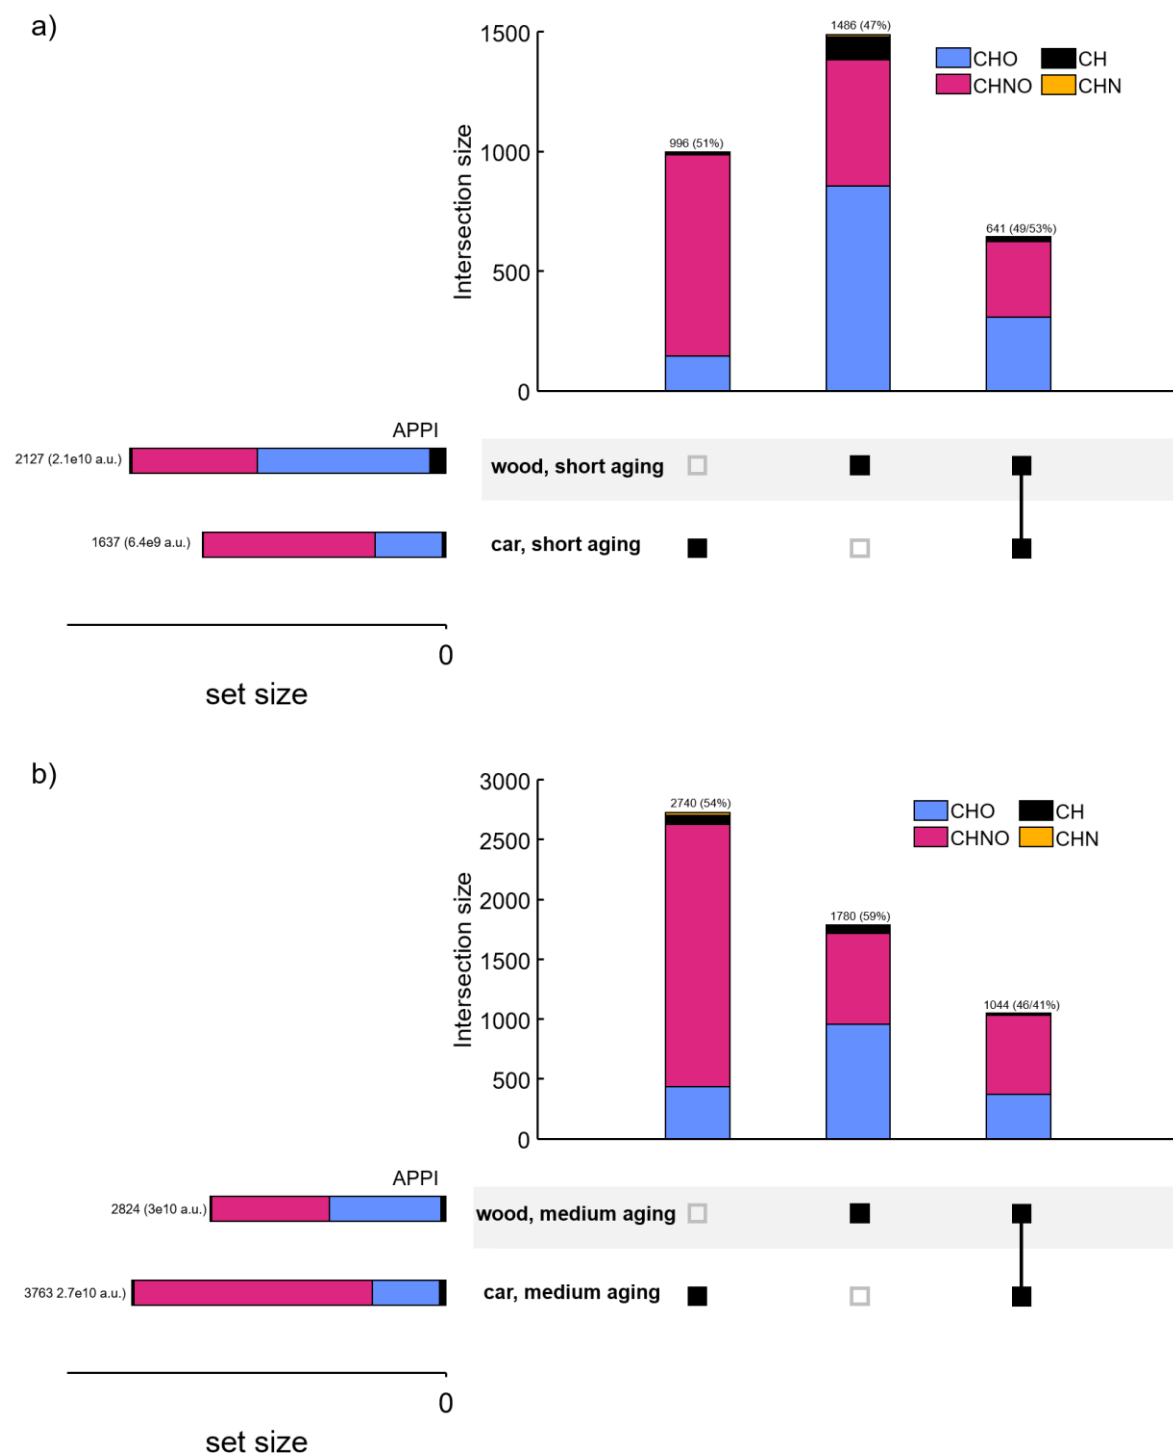 a)
1500
1486 (47%)
CHO
CH
CHNO
CHN
996 (51%)
1000
Intersection size
641 (49/53%)
500
0
APPI
2127 (2.1e10 a.u.)
wood, short aging
1637 (6.4e9 a.u.)
car, short aging
0
set size
b)
3000
2740 (54%)
CHO
CH
CHNO
CHN
2500
2000
1780 (59%)
Intersection size
1500
1044 (46/41%)
1000
500
0
APPI
2824 (3e10 a.u.)
wood, medium aging
3763 2.7e10 a.u.)
car, medium aging
0
set size